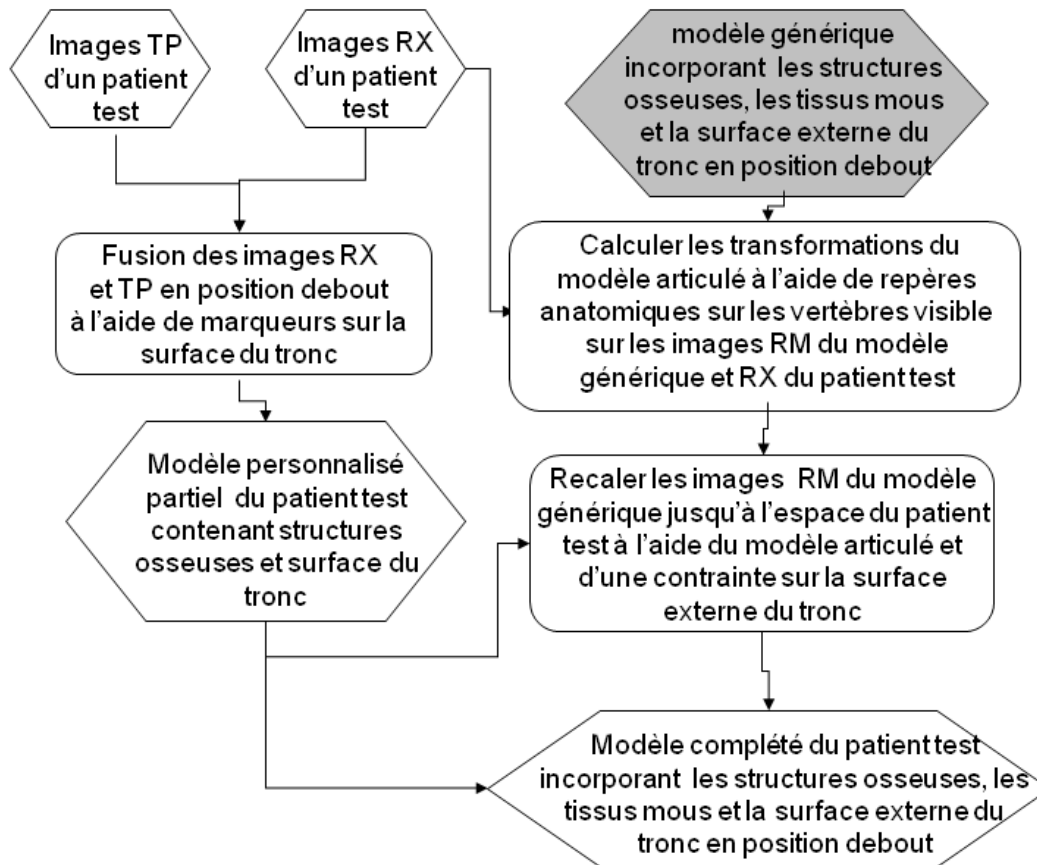 Images TP
d'un patient
test
Images RX
d'un patient
test
modèle générique
incorporant les structures
osseuses, les tissus mous
et la surface externe du
tronc en position debout
Fusion des images RX
et TP en position debout
à l'aide de marqueurs sur la
surface du tronc
Calculer les transformations du
modèle articulé à l'aide de repères
anatomiques sur les vertèbres visible
sur les images RM du modèle
générique et RX du patient test
Modèle personnalisé
partiel du patient test
contenant structures
osseuses et surface du
tronc
Recaler les images RM du modèle
générique jusqu'à l'espace du patient
test à l'aide du modèle articulé et
d'une contrainte sur la surface
externe du tronc
Modèle complété du patient test
incorporant les structures osseuses, les
tissus mous et la surface externe du
tronc en position debout